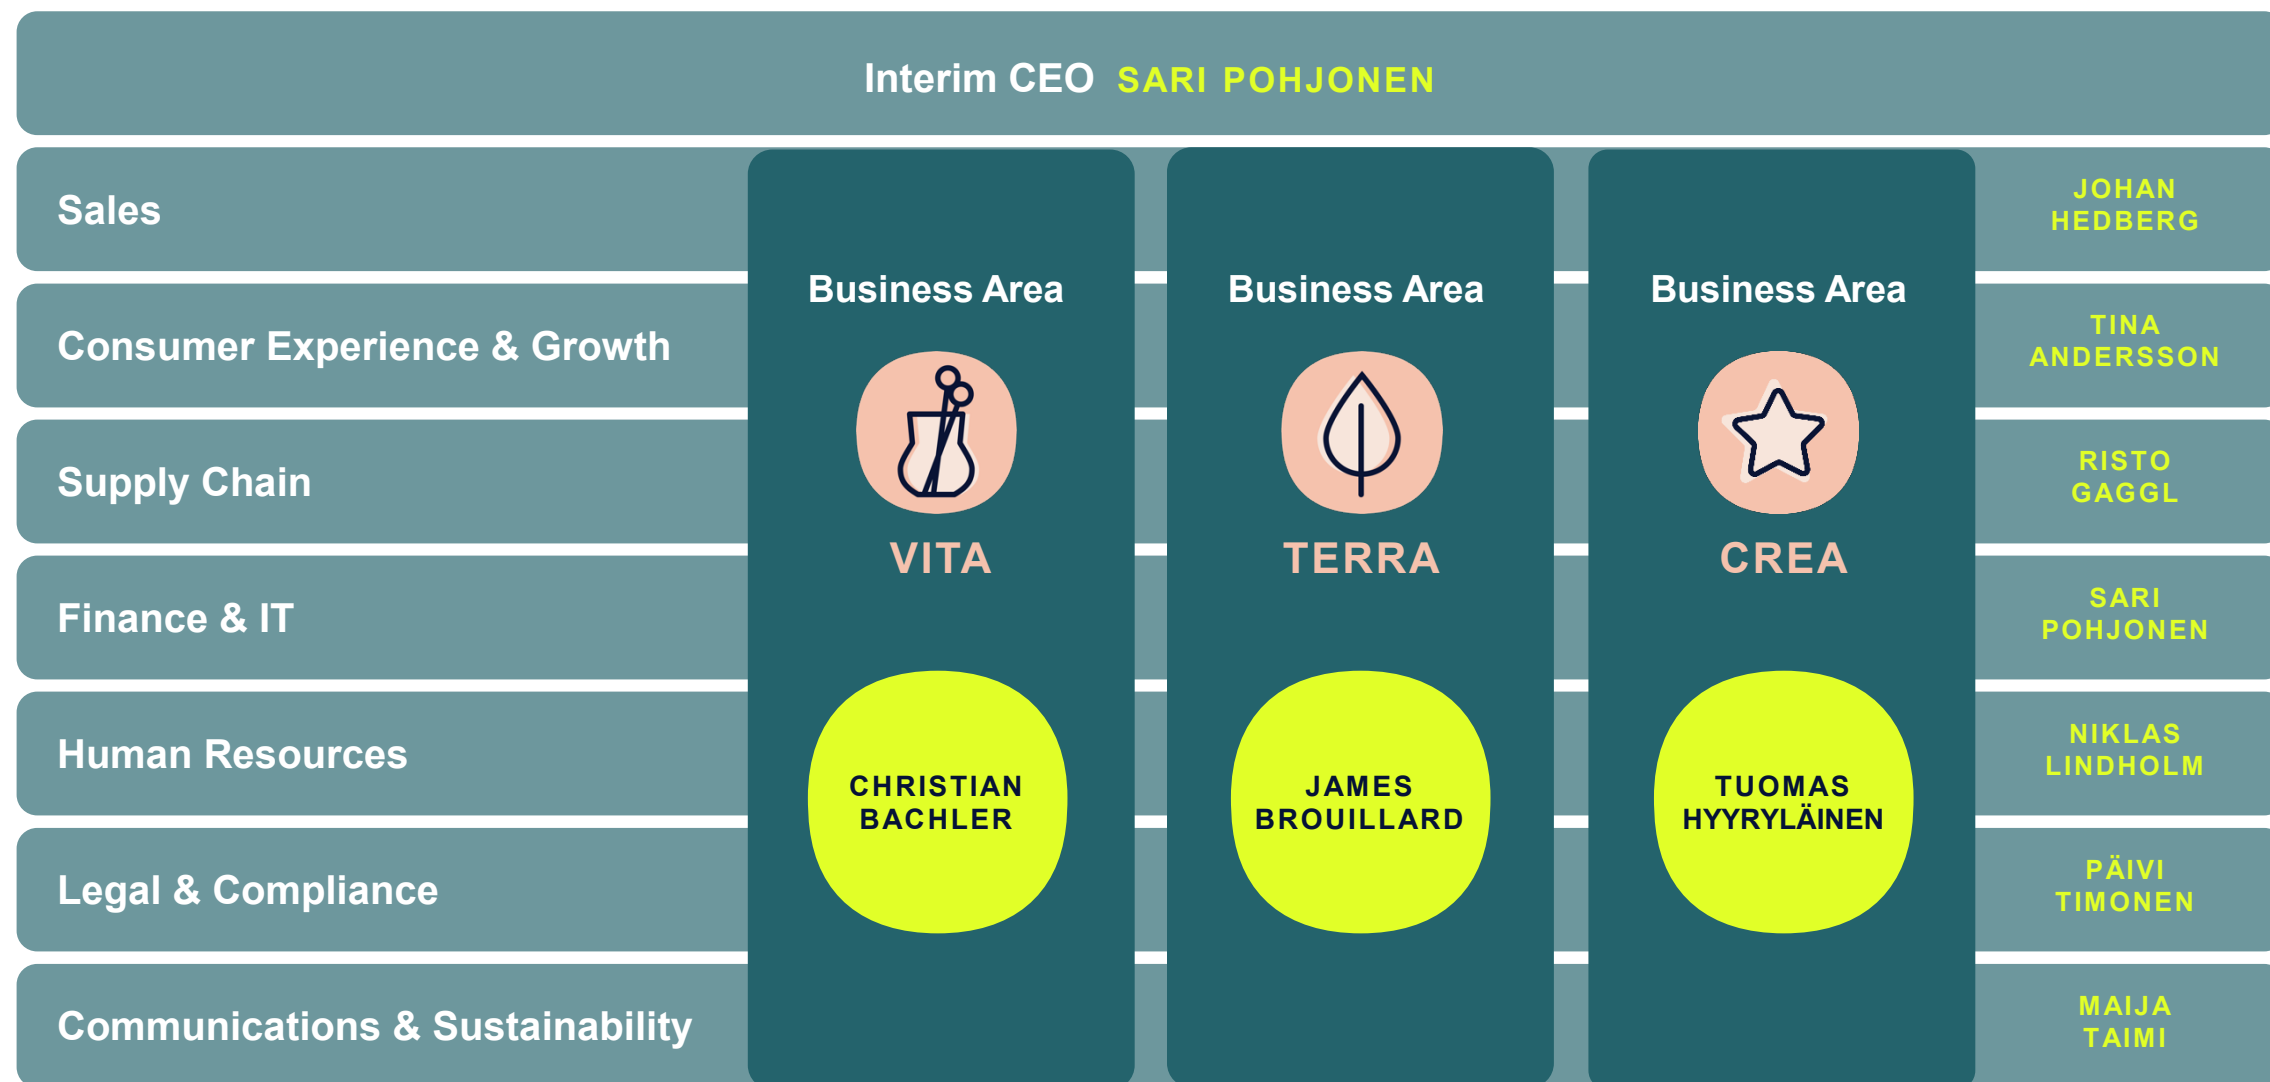 Interim CEO SARI POHJONEN
Sales
JOHAN
HEDBERG
Consumer Experience & Growth
TINA
ANDERSSON
Supply Chain
RISTO
GAGGL
Finance & IT
SARI
POHJONEN
Human Resources
NIKLAS
LINDHOLM
Legal & Compliance
PÄIVI
TIMONEN
Communications & Sustainability
MAIJA
TAIMI
Business Area
VITA
CHRISTIAN
BACHLER
Business Area
TERRA
JAMES
BROUILLARD
Business Area
CREA
TUOMAS
HYYRYLÄINEN